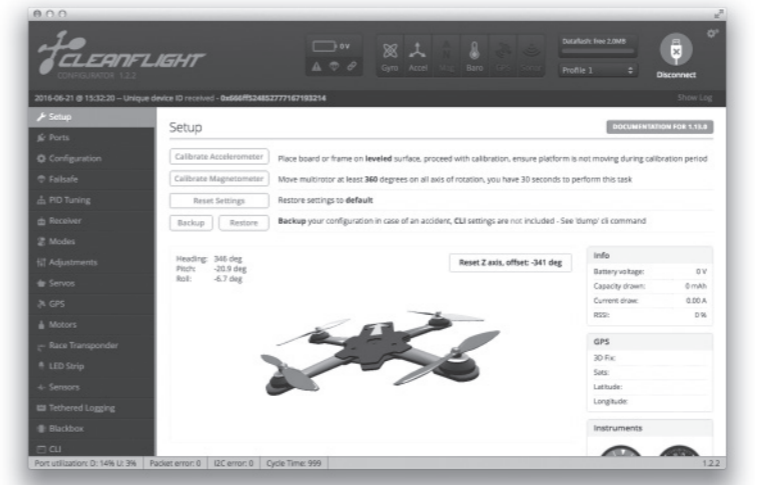 CLEANFLIGHT
CONFIGURATOR 1.2.2
0 V
Gyro Accel Mag Baro GPS Sonar
Dataflash: free 2.0MB
Profile 1
Disconnect
2016-06-21 @ 15:32:20 -- Unique device ID received - 0x666ff524852777167193214
Show Log
Setup
Ports
Configuration
Failsafe
PID Tuning
Receiver
Modes
Adjustments
Servos
GPS
Motors
Race Transponder
LED Strip
Sensors
Tethered Logging
Blackbox
CLI
Setup
DOCUMENTATION FOR 1.13.0
Calibrate Accelerometer Place board or frame on leveled surface, proceed with calibration, ensure platform is not moving during calibration period
Calibrate Magnetometer Move multirotor at least 360 degrees on all axis of rotation, you have 30 seconds to perform this task
Reset Settings Restore settings to default
Backup Restore Backup your configuration in case of an accident, CLI settings are not included - See 'dump' cli command
Heading: 346 deg
Pitch: -20.9 deg
Roll: -6.7 deg
Reset Z axis, offset: -341 deg
Info
Battery voltage: 0 V
Capacity drawn: 0 mAh
Current draw: 0.00 A
RSSI: 0 %
GPS
3D Fix:
Sats:
Latitude:
Longitude:
Instruments
Port utilization: D: 14% U: 3% Packet error: 0 I2C error: 0 Cycle Time: 999 1.2.2